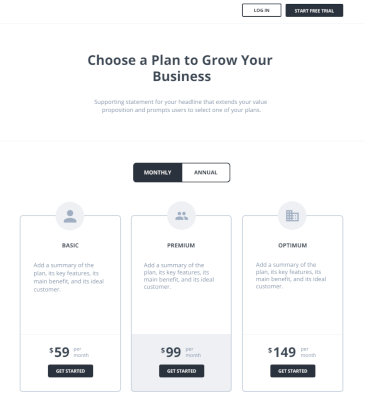 LOG IN
START FREE TRIAL
Choose a Plan to Grow Your
Business
Supporting statement for your headline that extends your value
proposition and prompts users to select one of your plans.
MONTHLY
ANNUAL
BASIC
Add a summary of the
plan, its key features, its
main benefit, and its ideal
customer.
$59 per
month
GET STARTED
PREMIUM
Add a summary of the
plan, its key features, its
main benefit, and its ideal
customer.
$99 per
month
GET STARTED
OPTIMUM
Add a summary of the
plan, its key features, its
main benefit, and its ideal
customer.
$149 per
month
GET STARTED